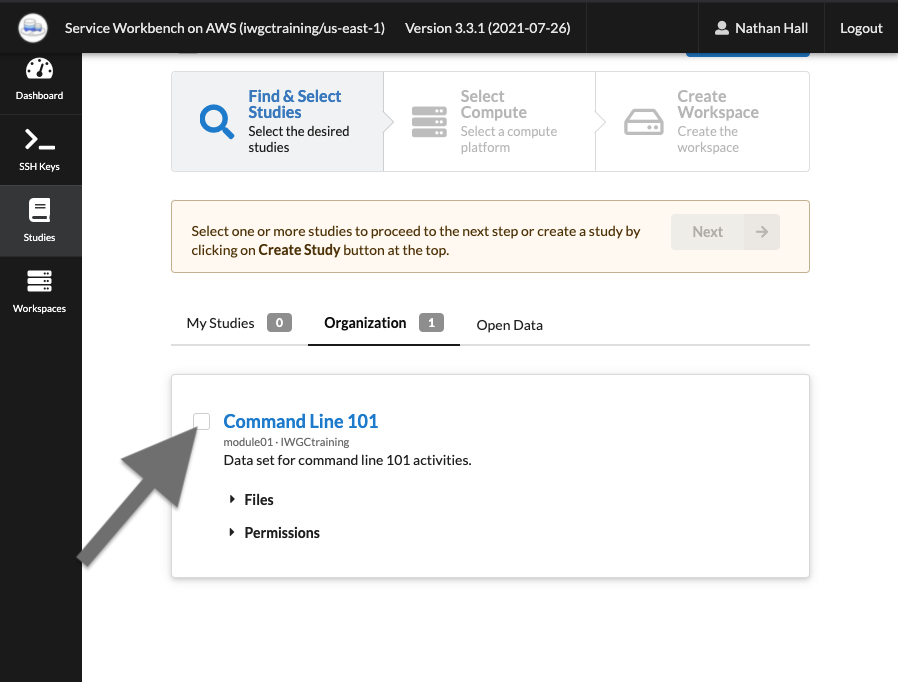 Service Workbench on AWS (iwgctraining/us-east-1) Version 3.3.1 (2021-07-26) Nathan Hall Logout
Dashboard
SSH Keys
Studies
Workspaces
Find & Select
Studies
Select the desired
studies
Select
Compute
Select a compute
platform
Create
Workspace
Create the
workspace
Select one or more studies to proceed to the next step or create a study by
clicking on Create Study button at the top.
Next
My Studies 0 Organization 1 Open Data
Command Line 101
module01 · IWGCtraining
Data set for command line 101 activities.
Files
Permissions